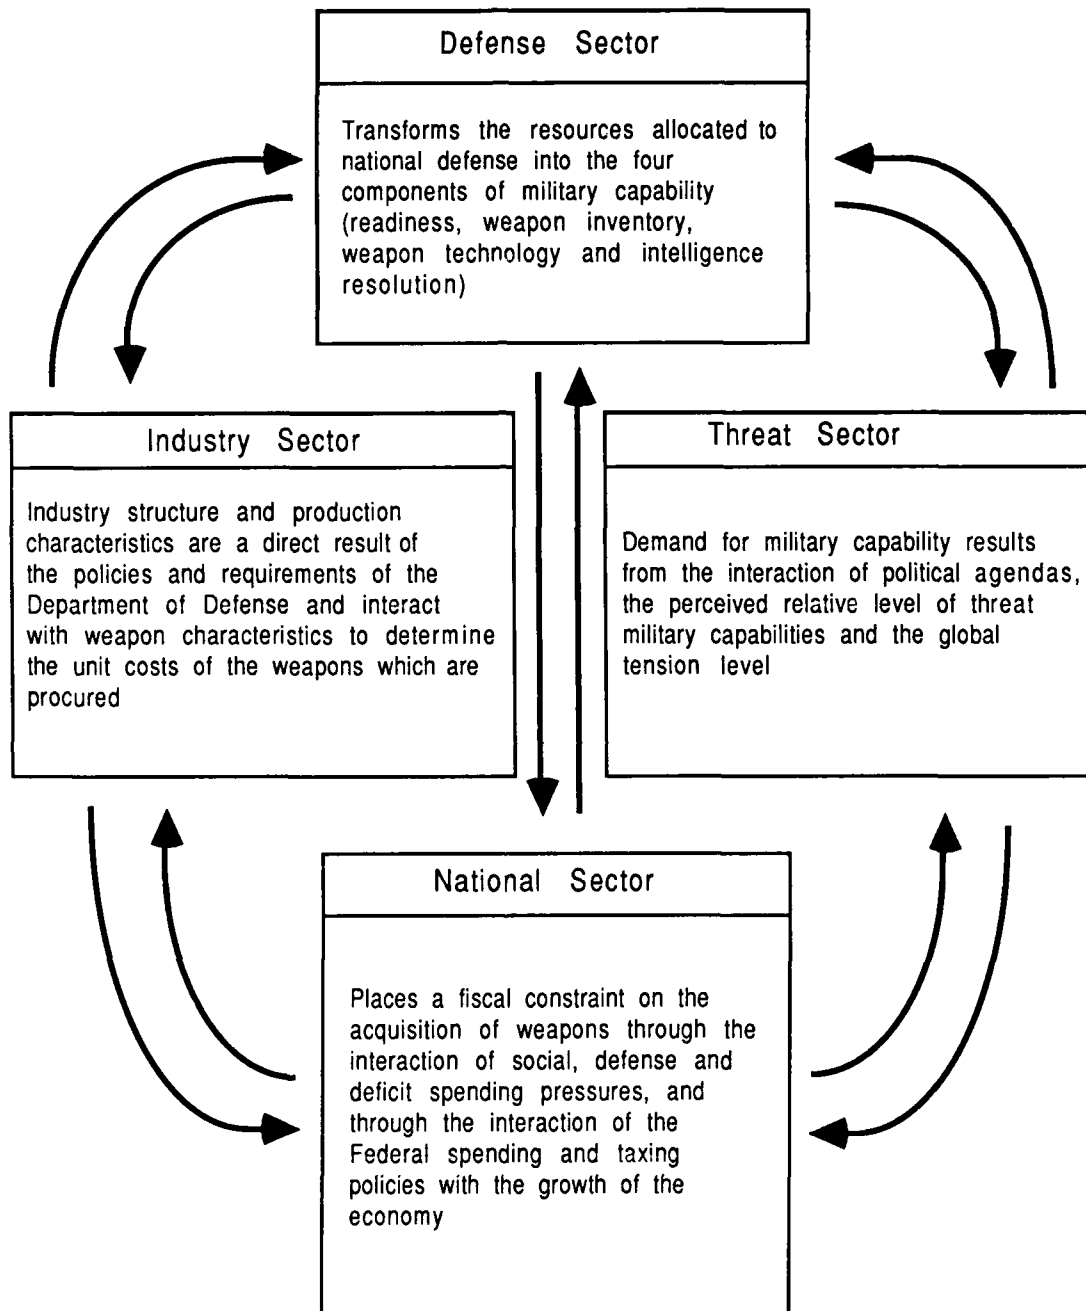 Defense Sector
Transforms the resources allocated to
national defense into the four
components of military capability
(readiness, weapon inventory,
weapon technology and intelligence
resolution)
Industry Sector
Industry structure and production
characteristics are a direct result of
the policies and requirements of the
Department of Defense and interact
with weapon characteristics to determine
the unit costs of the weapons which are
procured
Threat Sector
Demand for military capability results
from the interaction of political agendas,
the perceived relative level of threat
military capabilities and the global
tension level
National Sector
Places a fiscal constraint on the
acquisition of weapons through the
interaction of social, defense and
deficit spending pressures, and
through the interaction of the
Federal spending and taxing
policies with the growth of the
economy